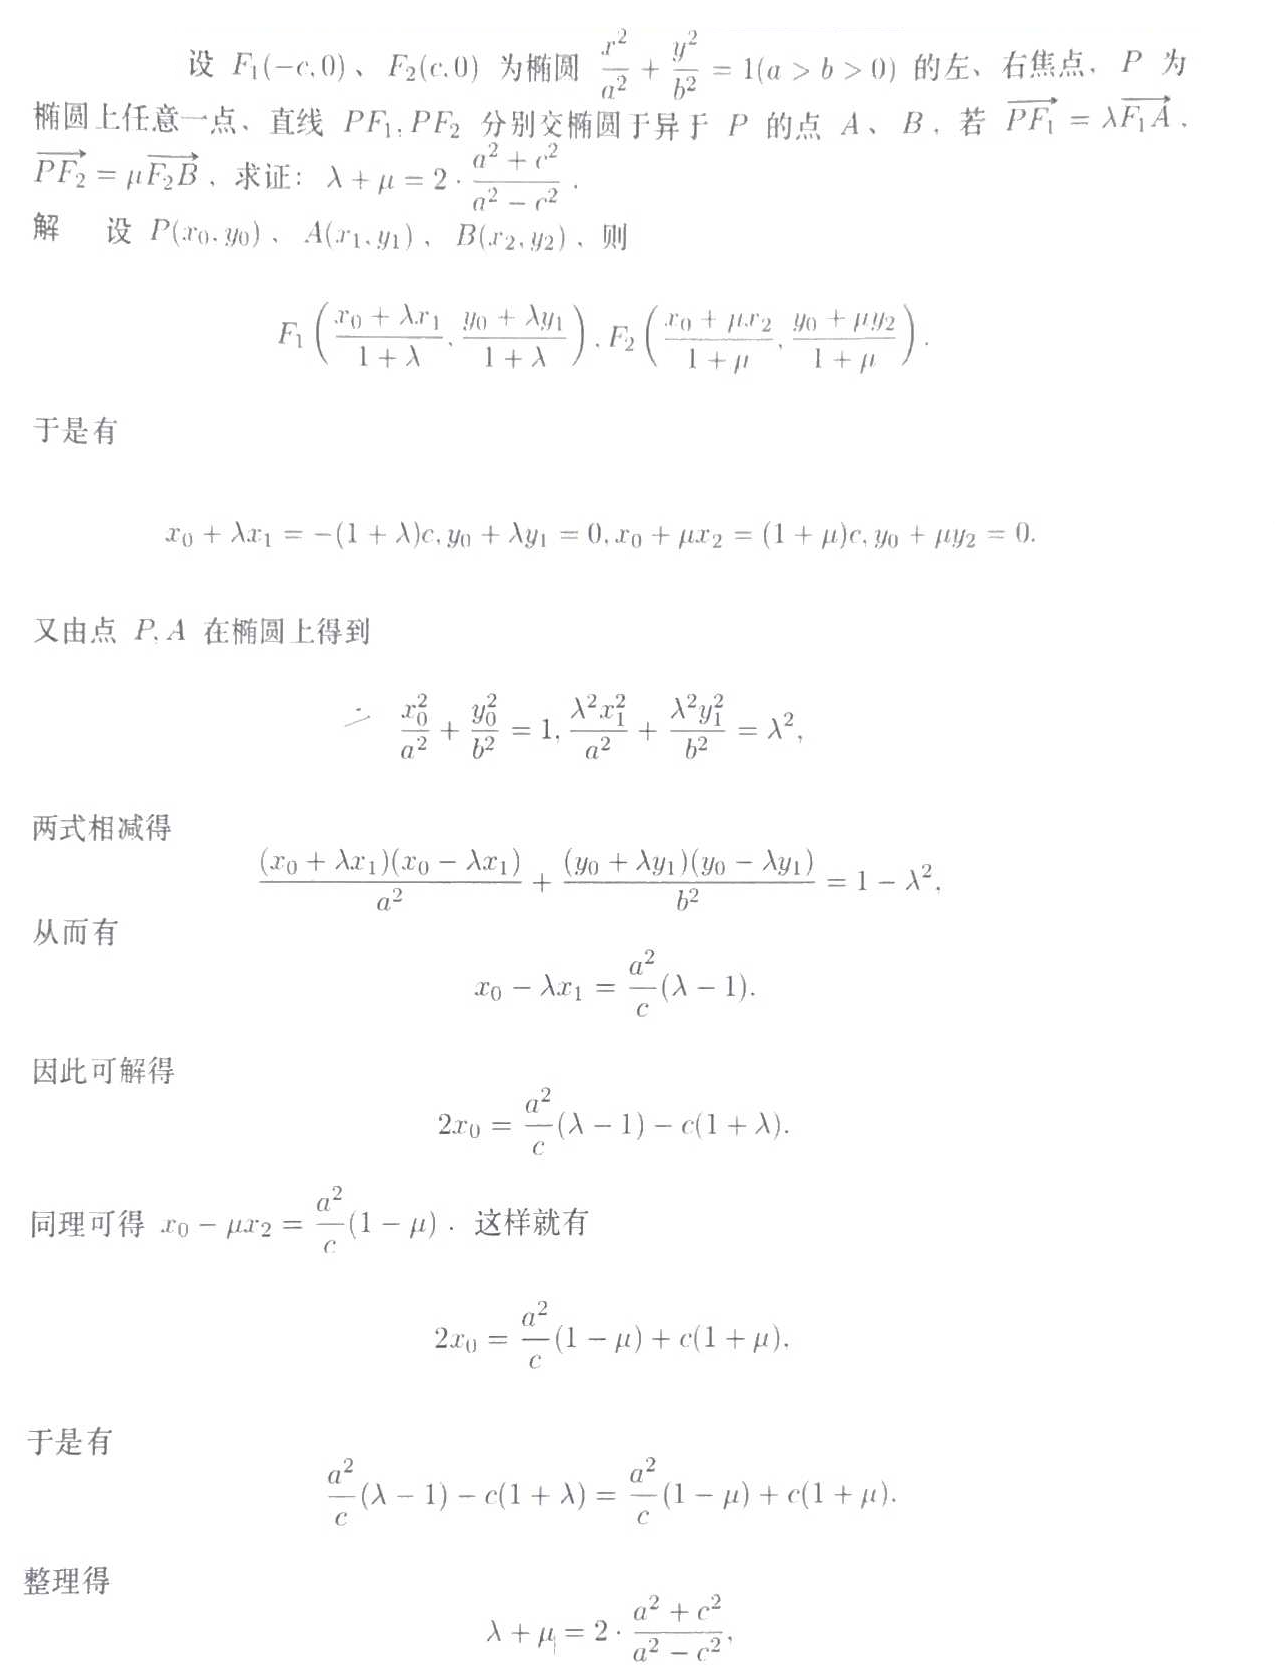 设 F₁(−c,0)、F₂(c,0) 为椭圆 x²/a² + y²/b² = 1(a > b > 0) 的左、右焦点, P 为
椭圆上任意一点、直线 PF₁,PF₂ 分别交椭圆于异于 P 的点 A、B, 若 \overrightarrow{PF₁} = λ\overrightarrow{F₁A},
\overrightarrow{PF₂} = μ\overrightarrow{F₂B}, 求证: λ + μ = 2 · (a² + c²)/(a² − c²).
解 设 P(x₀,y₀), A(x₁,y₁), B(x₂,y₂), 则
F₁((x₀ + λx₁)/(1 + λ), (y₀ + λy₁)/(1 + λ)), F₂((x₀ + μx₂)/(1 + μ), (y₀ + μy₂)/(1 + μ)).
于是有
x₀ + λx₁ = −(1 + λ)c, y₀ + λy₁ = 0, x₀ + μx₂ = (1 + μ)c, y₀ + μy₂ = 0.
又由点 P,A 在椭圆上得到
x₀²/a² + y₀²/b² = 1, λ²x₁²/a² + λ²y₁²/b² = λ²,
两式相减得
(x₀ + λx₁)(x₀ − λx₁)/a² + (y₀ + λy₁)(y₀ − λy₁)/b² = 1 − λ²,
从而有
x₀ − λx₁ = a²/c (λ − 1).
因此可解得
2x₀ = a²/c (λ − 1) − c(1 + λ).
同理可得 x₀ − μx₂ = a²/c (1 − μ). 这样就有
2x₀ = a²/c (1 − μ) + c(1 + μ),
于是有
a²/c (λ − 1) − c(1 + λ) = a²/c (1 − μ) + c(1 + μ).
整理得
λ + μ = 2 · (a² + c²)/(a² − c²),